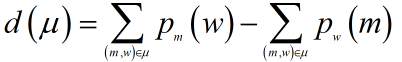 d(μ) = ∑_{(m,w)∈μ} p_m(w) − ∑_{(m,w)∈μ} p_w(m)